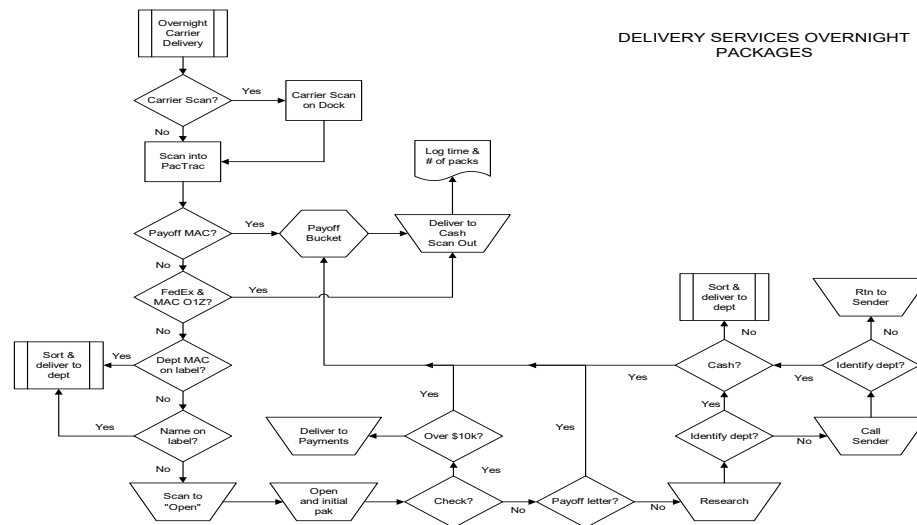 DELIVERY SERVICES OVERNIGHT
PACKAGES
Overnight
Carrier
Delivery
Carrier Scan?
Yes
Carrier Scan
on Dock
No
Scan into
PacTrac
Log time &
# of packs
Payoff MAC?
Yes
Payoff
Bucket
Deliver to
Cash
Scan Out
No
FedEx &
MAC O1Z?
Yes
Sort &
deliver to
dept
Rtn to
Sender
No
No
No
Sort &
deliver to
dept
Yes
Dept MAC
on label?
Cash?
Identify dept?
Yes
Yes
No
Yes
Yes
Yes
Name on
label?
Yes
Deliver to
Payments
Over $10k?
Yes
Identify dept?
No
Call
Sender
No
Yes
Scan to
"Open"
Open
and initial
pak
Check?
No
Payoff letter?
No
Research